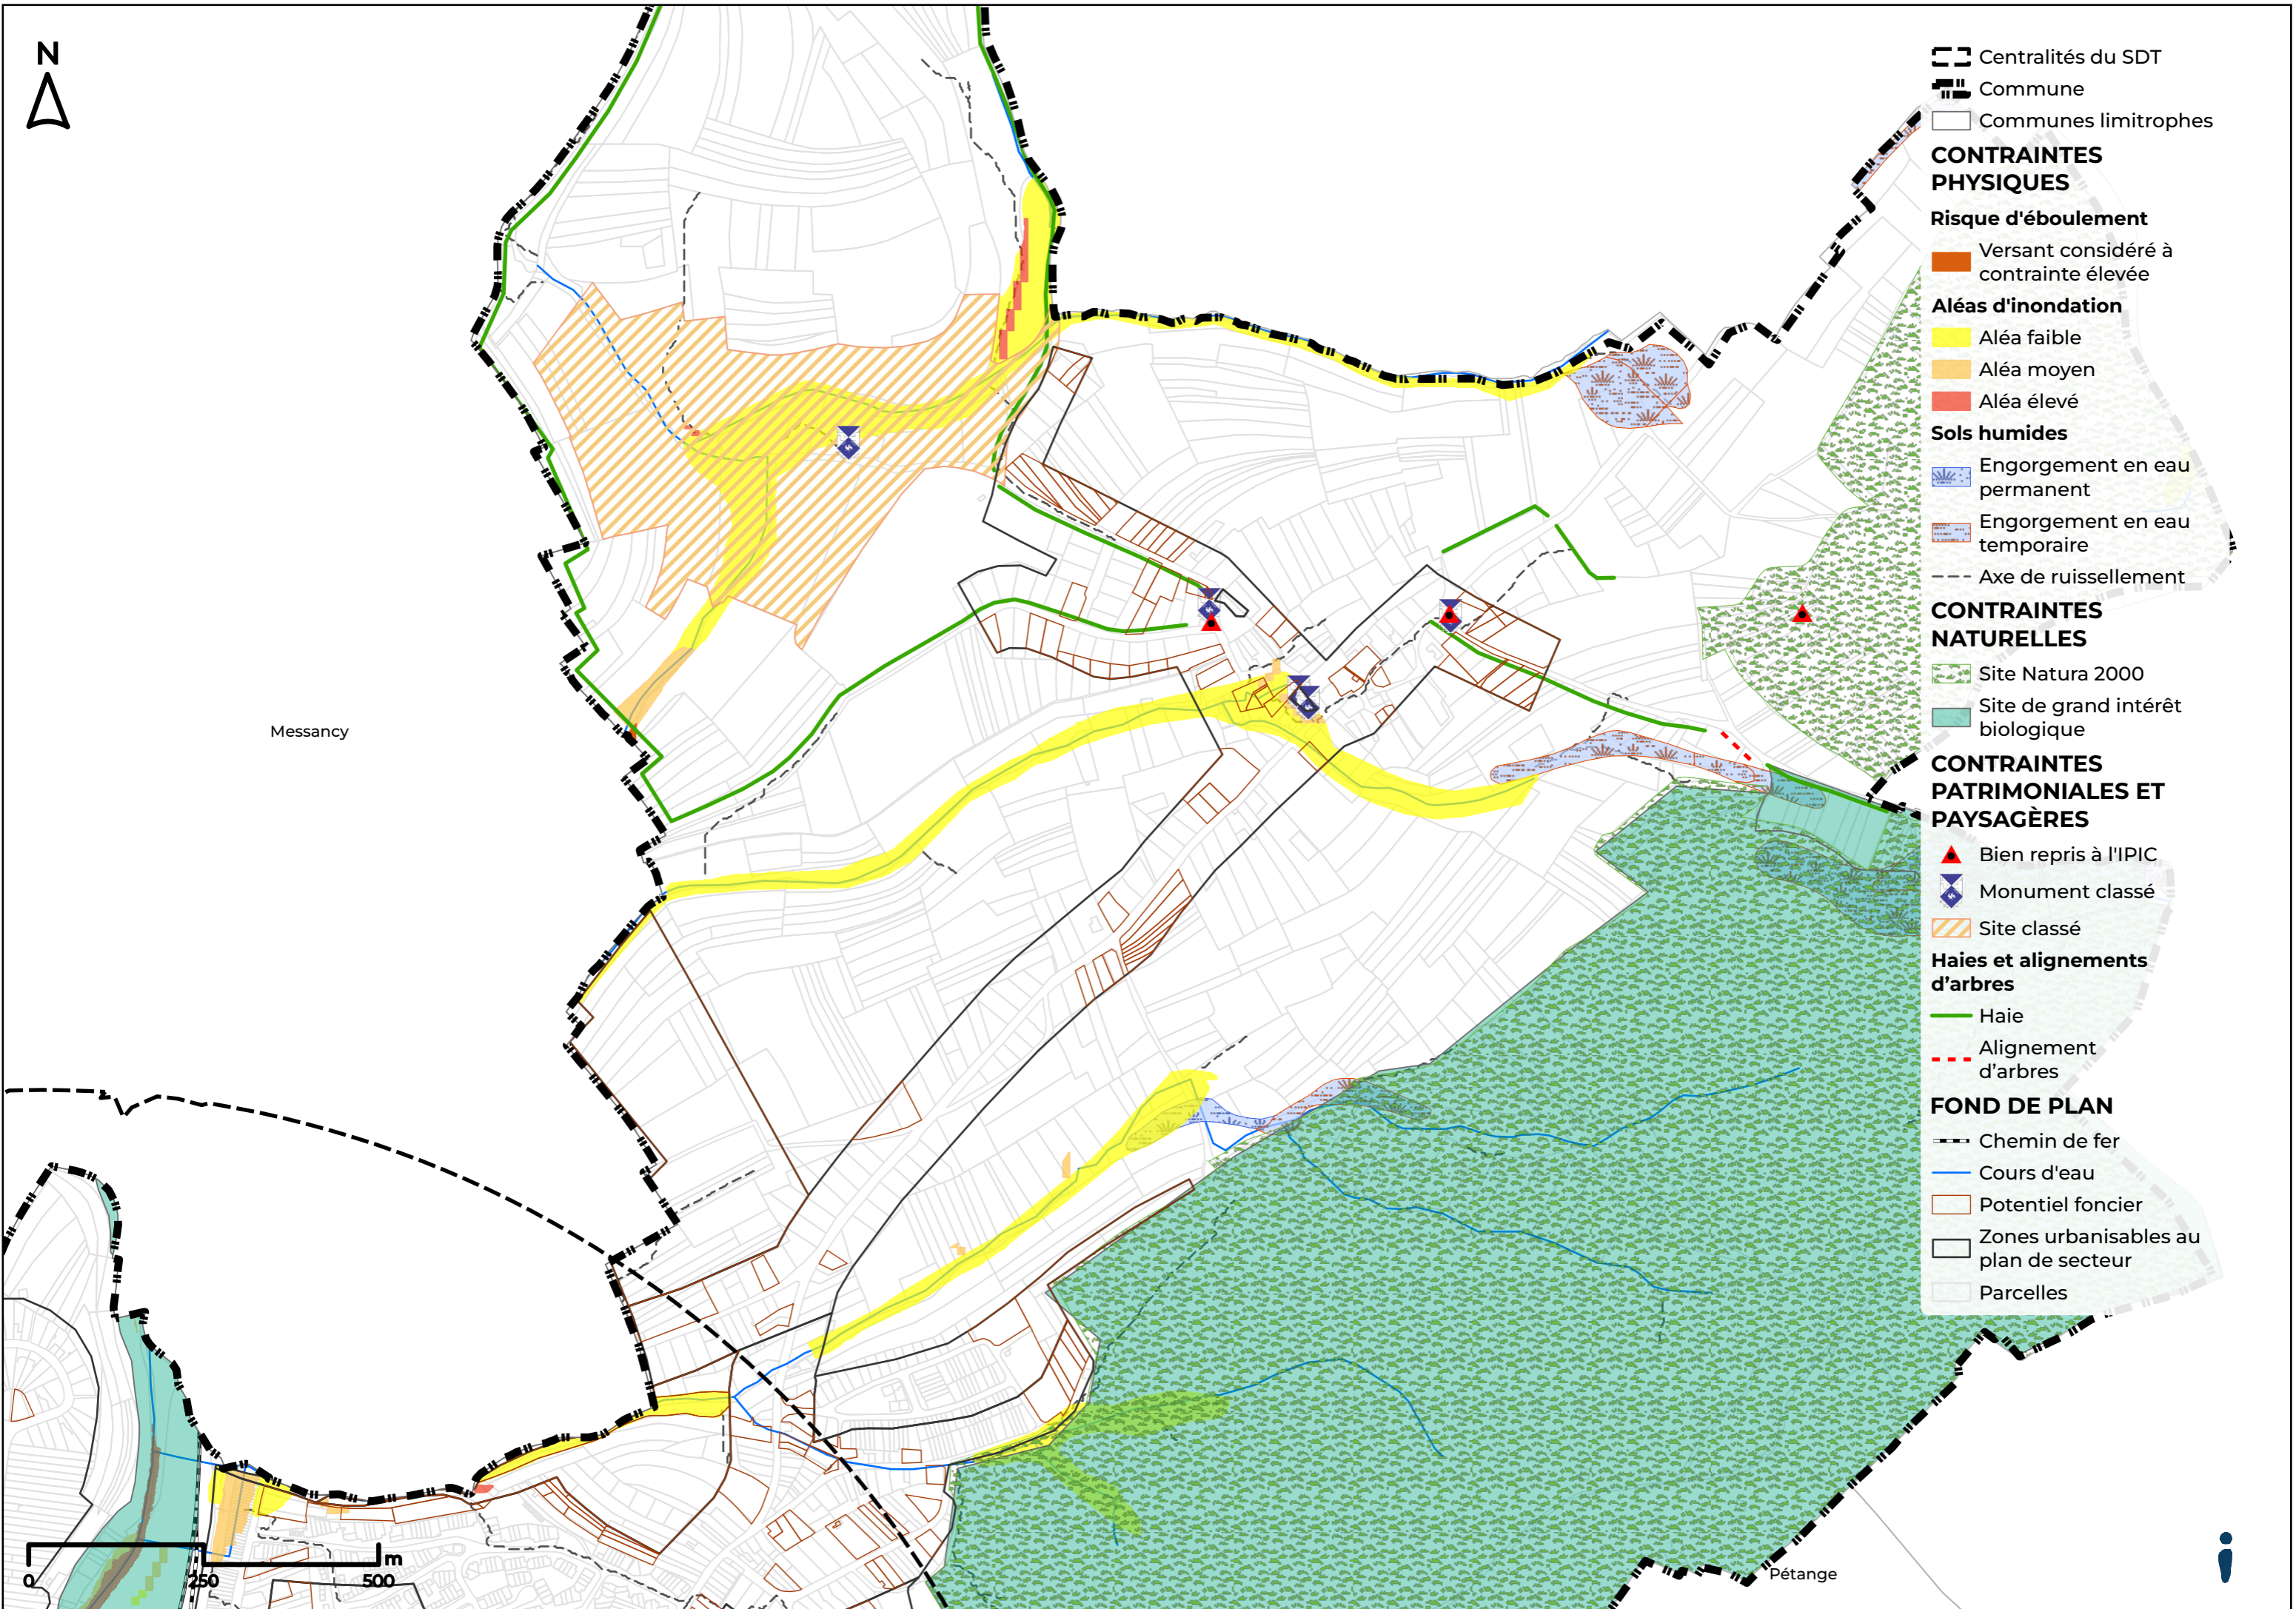 N
Centralités du SDT
Commune
Communes limitrophes
CONTRAINTES
PHYSIQUES
Risque d'éboulement
Versant considéré à
contrainte élevée
Aléas d'inondation
Aléa faible
Aléa moyen
Aléa élevé
Sols humides
Engorgement en eau
permanent
Engorgement en eau
temporaire
Axe de ruissellement
CONTRAINTES
NATURELLES
Site Natura 2000
Site de grand intérêt
biologique
CONTRAINTES
PATRIMONIALES ET
PAYSAGÈRES
Bien repris à l'IPIC
Monument classé
Site classé
Haies et alignements
d’arbres
Haie
Alignement
d’arbres
FOND DE PLAN
Chemin de fer
Cours d'eau
Potentiel foncier
Zones urbanisables au
plan de secteur
Parcelles
Messancy
Pétange
m
0 250 500